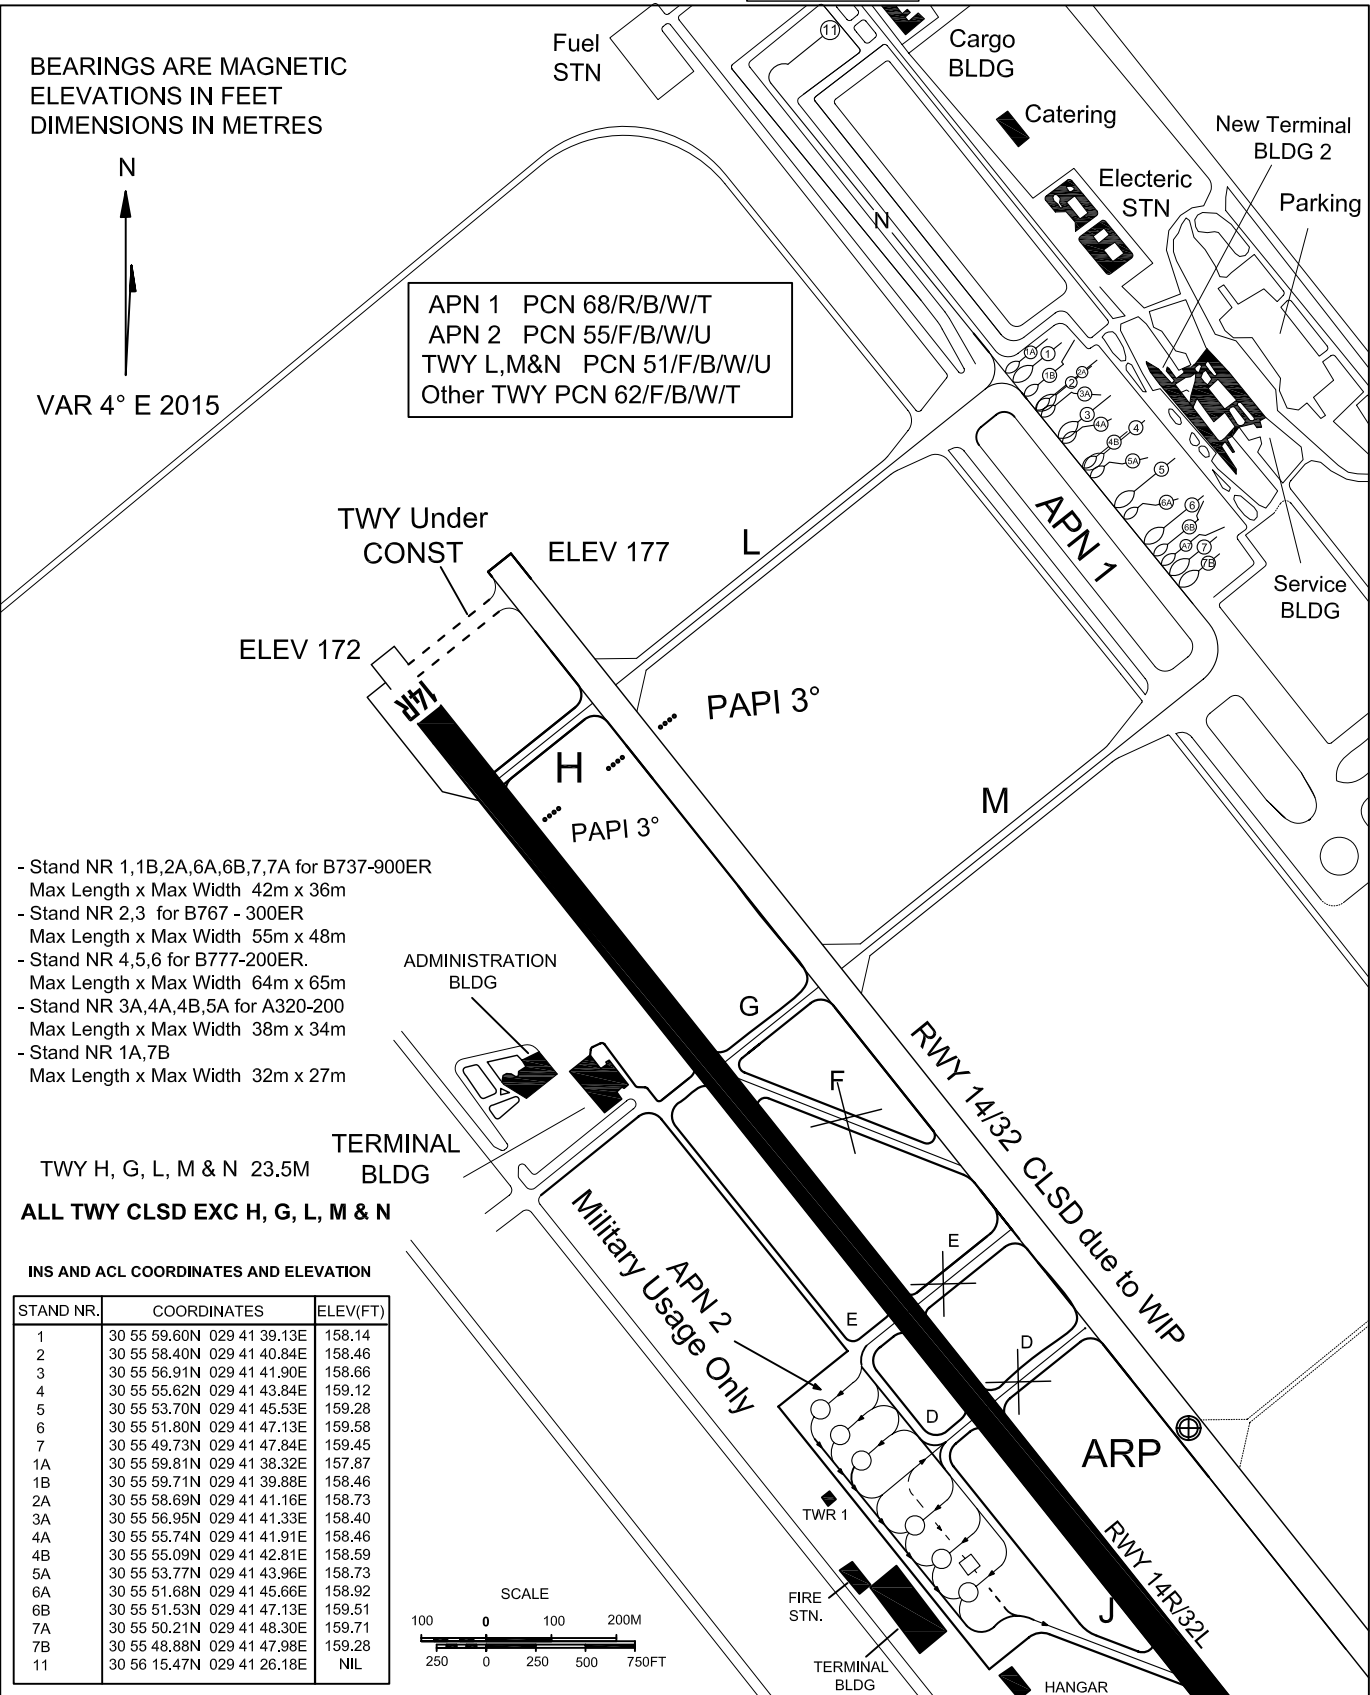 BEARINGS ARE MAGNETIC
ELEVATIONS IN FEET
DIMENSIONS IN METRES
N
VAR 4° E 2015
Fuel
STN
11
Cargo
BLDG
Catering
Electeric
STN
New Terminal
BLDG 2
Parking
N
APN 1 PCN 68/R/B/W/T
APN 2 PCN 55/F/B/W/U
TWY L,M&N PCN 51/F/B/W/U
Other TWY PCN 62/F/B/W/T
1A
1
1B
2A
2
3A
3
4A
4
4B
5A
5
6A
6
6B
A7
7
7B
APN 1
Service
BLDG
TWY Under
CONST
ELEV 177
L
ELEV 172
14R
PAPI 3°
H
PAPI 3°
M
- Stand NR 1,1B,2A,6A,6B,7,7A for B737-900ER
Max Length x Max Width 42m x 36m
- Stand NR 2,3 for B767 - 300ER
Max Length x Max Width 55m x 48m
- Stand NR 4,5,6 for B777-200ER.
Max Length x Max Width 64m x 65m
- Stand NR 3A,4A,4B,5A for A320-200
Max Length x Max Width 38m x 34m
- Stand NR 1A,7B
Max Length x Max Width 32m x 27m
ADMINISTRATION
BLDG
G
F
RWY 14/32 CLSD due to WIP
TERMINAL
BLDG
TWY H, G, L, M & N 23.5M
ALL TWY CLSD EXC H, G, L, M & N
Military Usage Only
APN 2
E
E
D
D
ARP
TWR 1
FIRE
STN.
TERMINAL
BLDG
HANGAR
J
RWY 14R/32L
INS AND ACL COORDINATES AND ELEVATION
STAND NR. COORDINATES ELEV(FT)
1 30 55 59.60N 029 41 39.13E 158.14
2 30 55 58.40N 029 41 40.84E 158.46
3 30 55 56.91N 029 41 41.90E 158.66
4 30 55 55.62N 029 41 43.84E 159.12
5 30 55 53.70N 029 41 45.53E 159.28
6 30 55 51.80N 029 41 47.13E 159.58
7 30 55 49.73N 029 41 47.84E 159.45
1A 30 55 59.81N 029 41 38.32E 157.87
1B 30 55 59.71N 029 41 39.88E 158.46
2A 30 55 58.69N 029 41 41.16E 158.73
3A 30 55 56.95N 029 41 41.33E 158.40
4A 30 55 55.74N 029 41 41.91E 158.46
4B 30 55 55.09N 029 41 42.81E 158.59
5A 30 55 53.77N 029 41 43.96E 158.73
6A 30 55 51.68N 029 41 45.66E 158.92
6B 30 55 51.53N 029 41 47.13E 159.51
7A 30 55 50.21N 029 41 48.30E 159.71
7B 30 55 48.88N 029 41 47.98E 159.28
11 30 56 15.47N 029 41 26.18E NIL
SCALE
100 0 100 200M
250 0 250 500 750FT